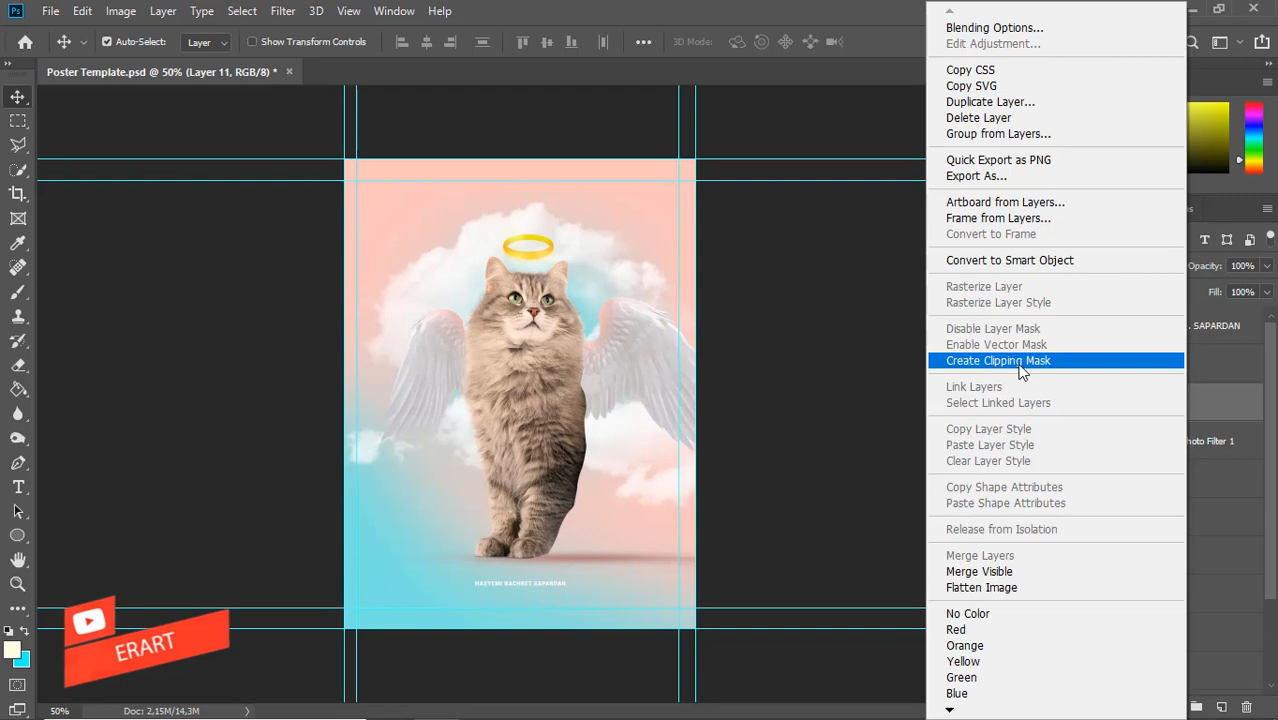 Ps File Edit Image Layer Type Select Filter 3D View Window Help
Auto-Select: Layer Show Transform Controls 3D Mode:
Poster Template.psd @ 50% (Layer 11, RGB/8) *
Blending Options...
Edit Adjustment...
Copy CSS
Copy SVG
Duplicate Layer...
Delete Layer
Group from Layers...
Quick Export as PNG
Export As...
Artboard from Layers...
Frame from Layers...
Convert to Frame
Convert to Smart Object
Rasterize Layer
Rasterize Layer Style
Disable Layer Mask
Enable Vector Mask
Create Clipping Mask
Link Layers
Select Linked Layers
Copy Layer Style
Paste Layer Style
Clear Layer Style
Copy Shape Attributes
Paste Shape Attributes
Release from Isolation
Merge Layers
Merge Visible
Flatten Image
No Color
Red
Orange
Yellow
Green
Blue
Opacity: 100%
Fill: 100%
SAPARDAN
hoto Filter 1
SAPARDAN
ERART
50% Doc: 2,15M/14,3M